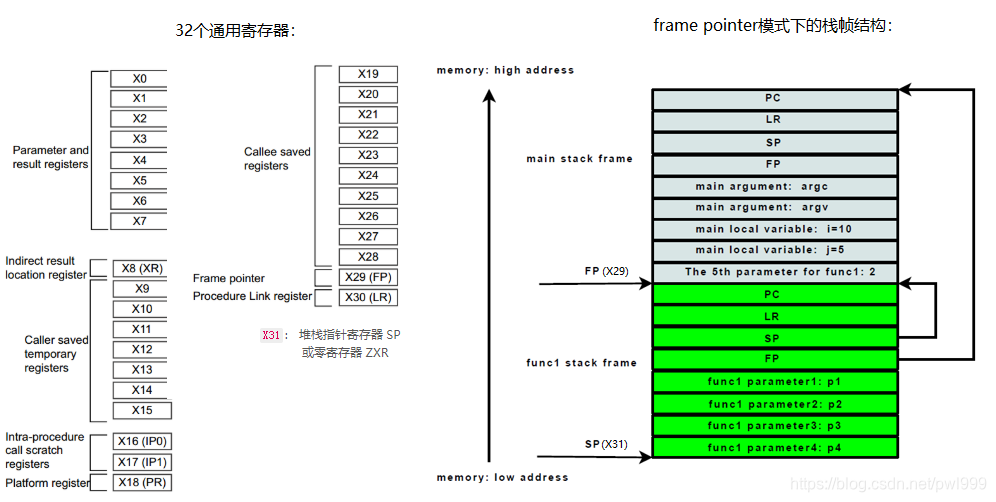 32个通用寄存器：
X0
X1
X2
X3
X4
X5
X6
X7
Parameter and
result registers
Indirect result
location register
X8 (XR)
X9
X10
X11
X12
X13
X14
X15
Caller saved
temporary
registers
Intra-procedure
call scratch
registers
X16 (IP0)
X17 (IP1)
Platform register
X18 (PR)
X19
X20
X21
X22
X23
X24
X25
X26
X27
X28
Callee saved
registers
Frame pointer
X29 (FP)
Procedure Link register
X30 (LR)
X31： 堆栈指针寄存器 SP
或零寄存器 ZXR
frame pointer模式下的栈帧结构：
memory: high address
main stack frame
PC
LR
SP
FP
main argument: argc
main argument: argv
main local variable: i=10
main local variable: j=5
The 5th parameter for func1: 2
FP (X29)
PC
LR
SP
FP
func1 stack frame
func1 parameter1: p1
func1 parameter2: p2
func1 parameter3: p3
func1 parameter4: p4
SP (X31)
memory: low address
https://blog.csdn.net/pwl999